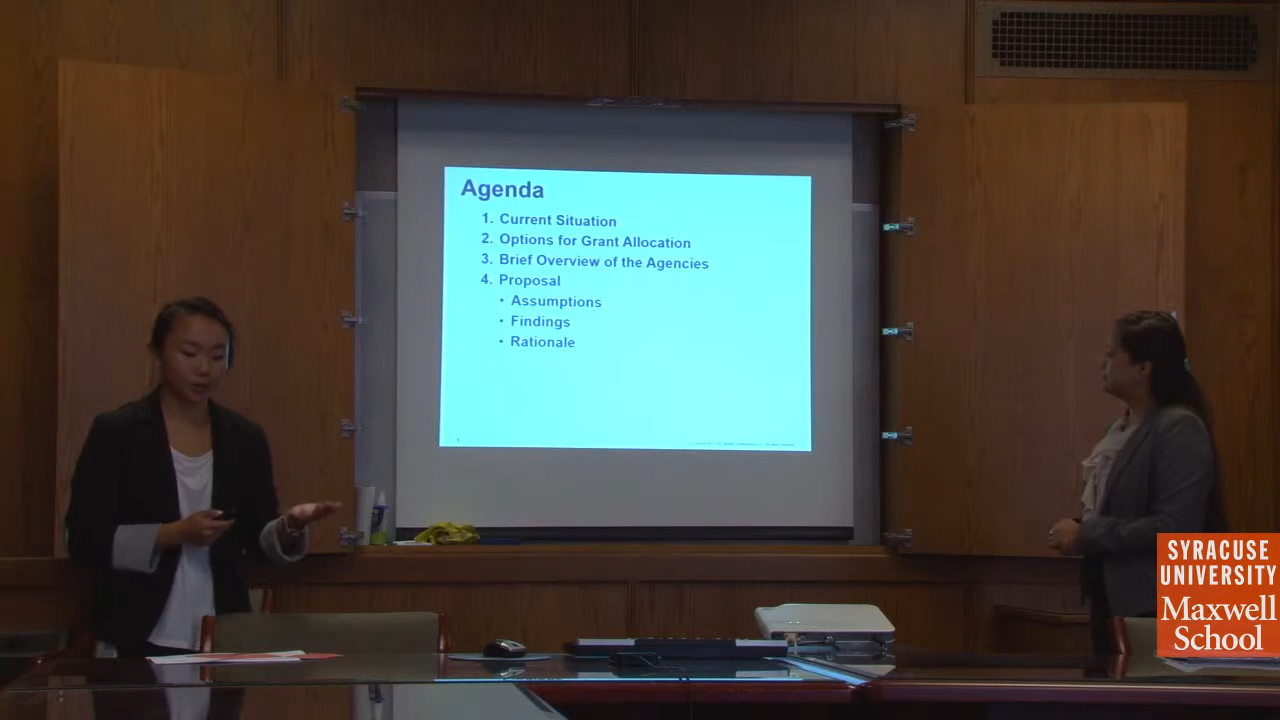 Agenda
1. Current Situation
2. Options for Grant Allocation
3. Brief Overview of the Agencies
4. Proposal
• Assumptions
• Findings
• Rationale
SYRACUSE
UNIVERSITY
Maxwell
School